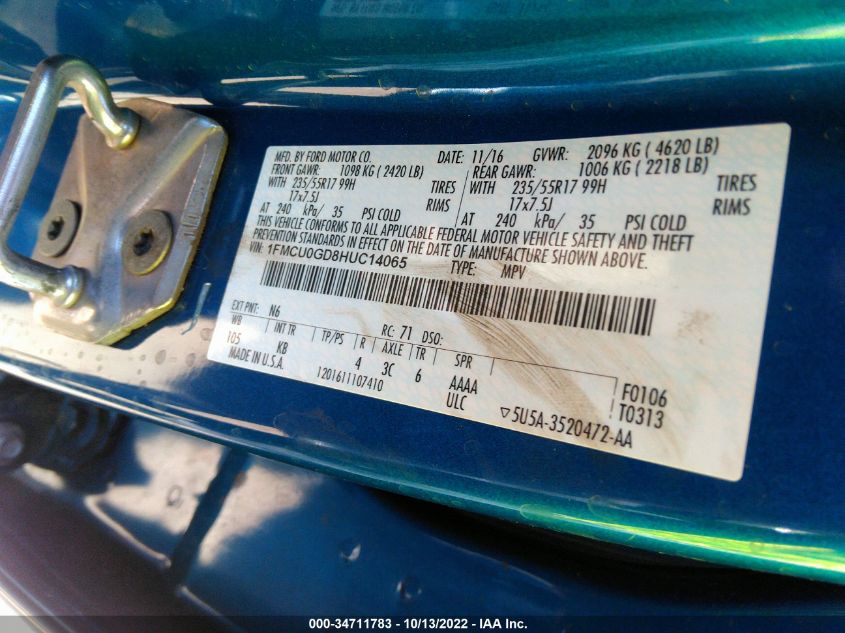 MFD. BY FORD MOTOR CO. DATE: 11/16 GVWR: 2096 KG ( 4620 LB)
FRONT GAWR: 1098 KG ( 2420 LB) REAR GAWR: 1006 KG ( 2218 LB)
WITH 235/55R17 99H TIRES WITH 235/55R17 99H TIRES
17x7.5J RIMS 17x7.5J RIMS
AT 240 kPa/ 35 PSI COLD AT 240 kPa/ 35 PSI COLD
THIS VEHICLE CONFORMS TO ALL APPLICABLE FEDERAL MOTOR VEHICLE SAFETY AND THEFT
PREVENTION STANDARDS IN EFFECT ON THE DATE OF MANUFACTURE SHOWN ABOVE.
VIN: 1FMCU0GD8HUC14065 TYPE: MPV
EXT PNT: N6 RC: 71 DSO:
WB INT TR TP/PS R AXLE TR SPR
105 KB 4 3C 6 AAAA F0106
MADE IN U.S.A. 1201611107410 ULC ▽5U5A-3520472-AA T0313
000-34711783 - 10/13/2022 - IAA Inc.